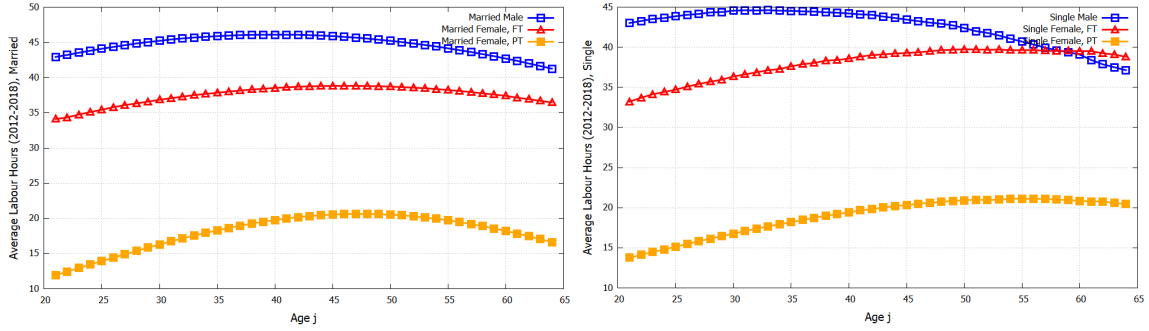 50
45
40
35
30
25
20
15
10
Average Labour Hours (2012-2018), Married
Married Male
Married Female, FT
Married Female, PT
20 25 30 35 40 45 50 55 60 65
Age j
45
40
35
30
25
20
15
10
Average Labour Hours (2012-2018), Single
Single Male
Single Female, FT
Single Female, PT
20 25 30 35 40 45 50 55 60 65
Age j